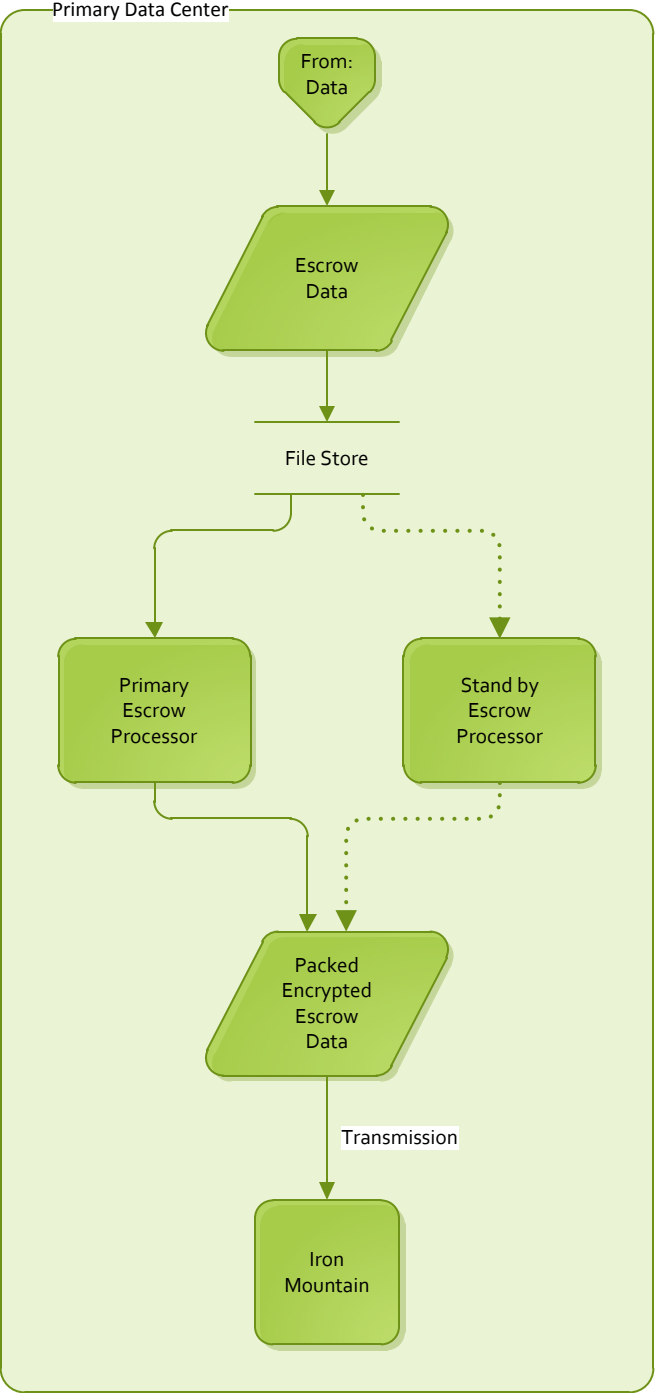 Primary Data Center
From:
Data
Escrow
Data
File Store
Primary
Escrow
Processor
Stand by
Escrow
Processor
Packed
Encrypted
Escrow
Data
Transmission
Iron
Mountain